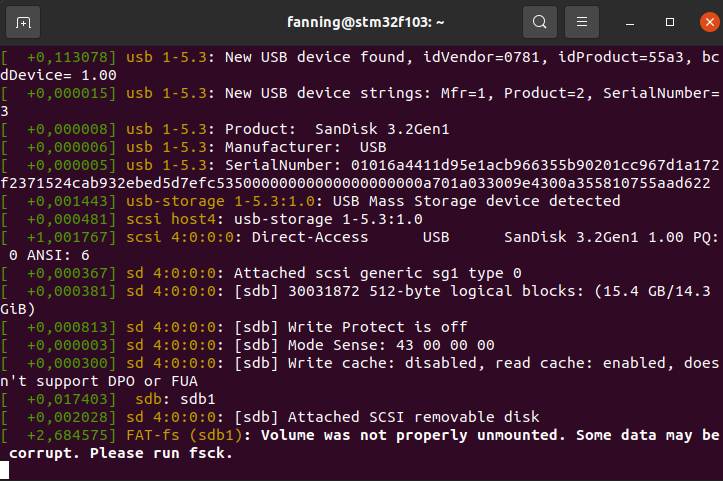 fanning@stm32f103: ~
[  +0,113078] usb 1-5.3: New USB device found, idVendor=0781, idProduct=55a3, bc
dDevice= 1.00
[  +0,000015] usb 1-5.3: New USB device strings: Mfr=1, Product=2, SerialNumber=
3
[  +0,000008] usb 1-5.3: Product:  SanDisk 3.2Gen1
[  +0,000006] usb 1-5.3: Manufacturer:  USB
[  +0,000005] usb 1-5.3: SerialNumber: 01016a4411d95e1acb966355b90201cc967d1a172
f2371524cab932ebed5d7efc53500000000000000000000a701a033009e4300a355810755aad622
[  +0,001443] usb-storage 1-5.3:1.0: USB Mass Storage device detected
[  +0,000481] scsi host4: usb-storage 1-5.3:1.0
[  +1,001767] scsi 4:0:0:0: Direct-Access      USB      SanDisk 3.2Gen1 1.00 PQ:
 0 ANSI: 6
[  +0,000367] sd 4:0:0:0: Attached scsi generic sg1 type 0
[  +0,000381] sd 4:0:0:0: [sdb] 30031872 512-byte logical blocks: (15.4 GB/14.3
GiB)
[  +0,000813] sd 4:0:0:0: [sdb] Write Protect is off
[  +0,000003] sd 4:0:0:0: [sdb] Mode Sense: 43 00 00 00
[  +0,000300] sd 4:0:0:0: [sdb] Write cache: disabled, read cache: enabled, does
n't support DPO or FUA
[  +0,017403]  sdb: sdb1
[  +0,002028] sd 4:0:0:0: [sdb] Attached SCSI removable disk
[  +2,684575] FAT-fs (sdb1): Volume was not properly unmounted. Some data may be
 corrupt. Please run fsck.